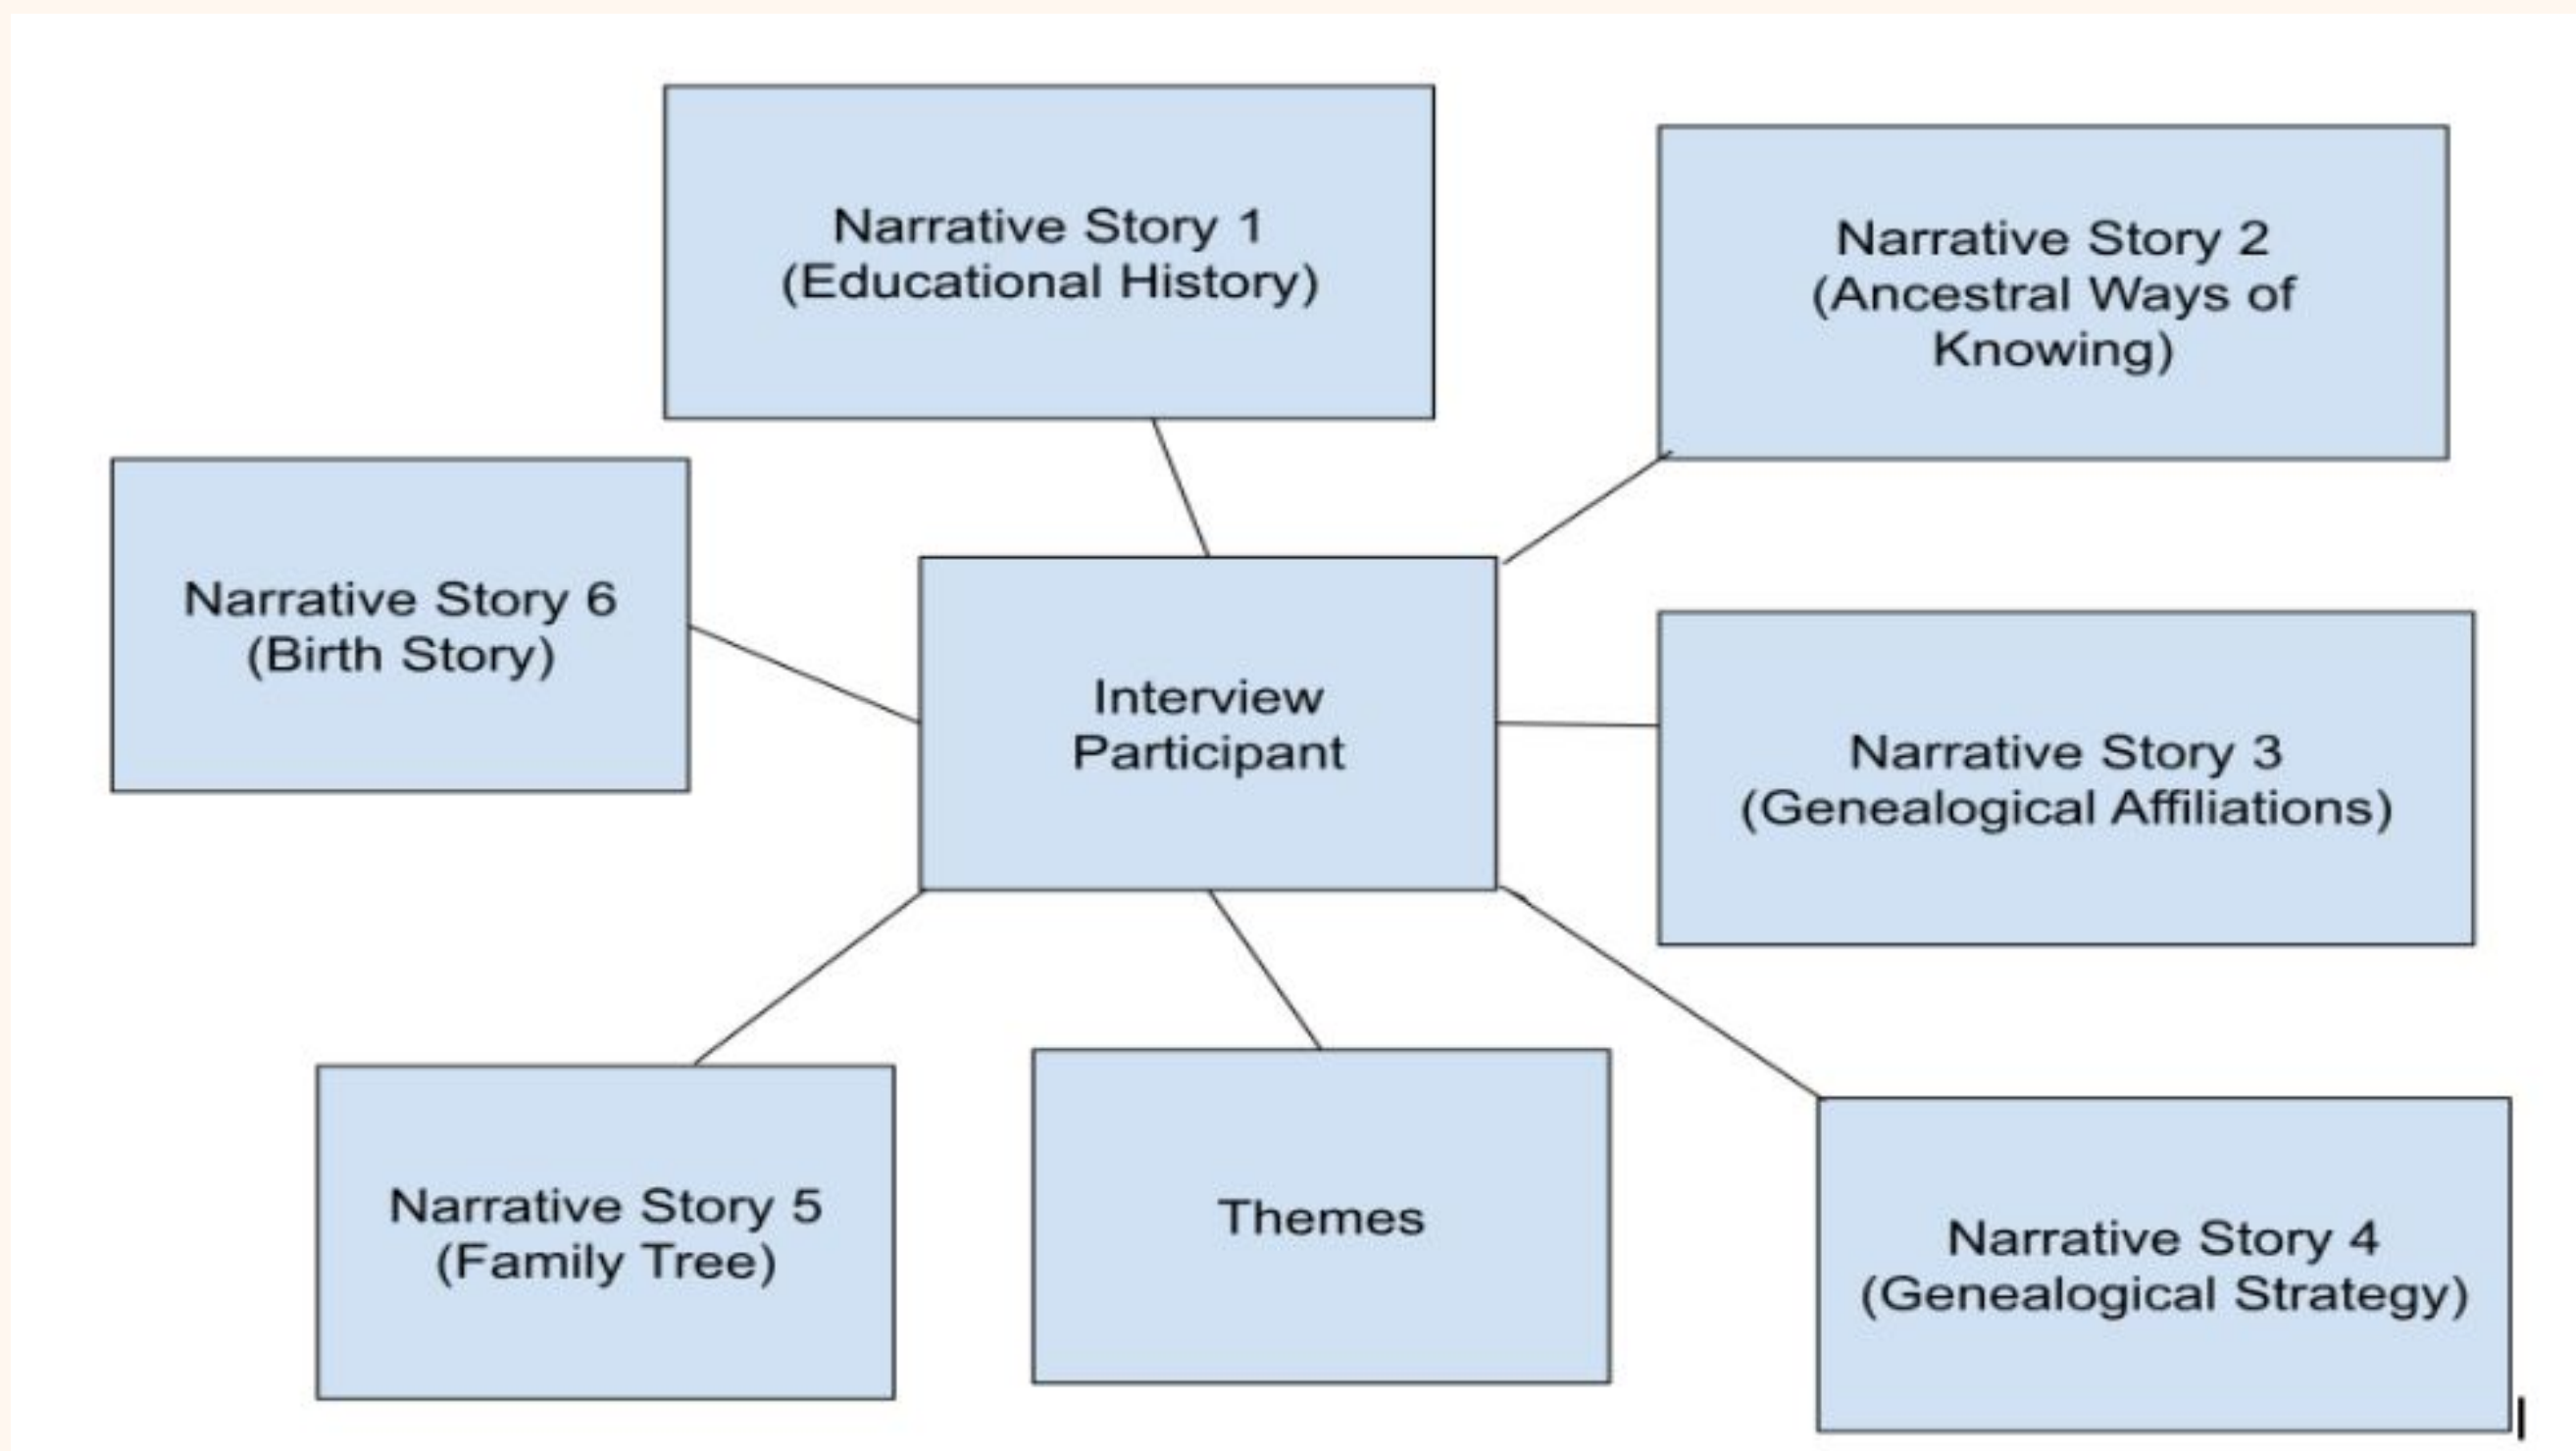 Narrative Story 1
(Educational History)
Narrative Story 2
(Ancestral Ways of
Knowing)
Narrative Story 6
(Birth Story)
Interview
Participant
Narrative Story 3
(Genealogical Affiliations)
Narrative Story 5
(Family Tree)
Themes
Narrative Story 4
(Genealogical Strategy)